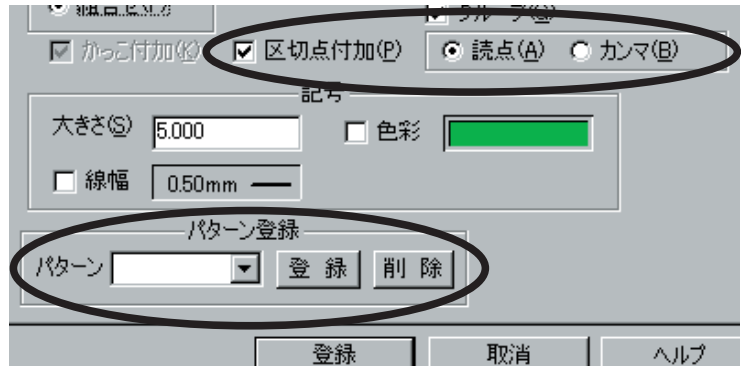 かっこ付加(K) 区切点付加(P) 読点(A) カンマ(B)
記号
大きさ(S) 5.000 色彩
線幅 0.50mm
パターン登録
パターン 登録 削除
登録 取消 ヘルプ